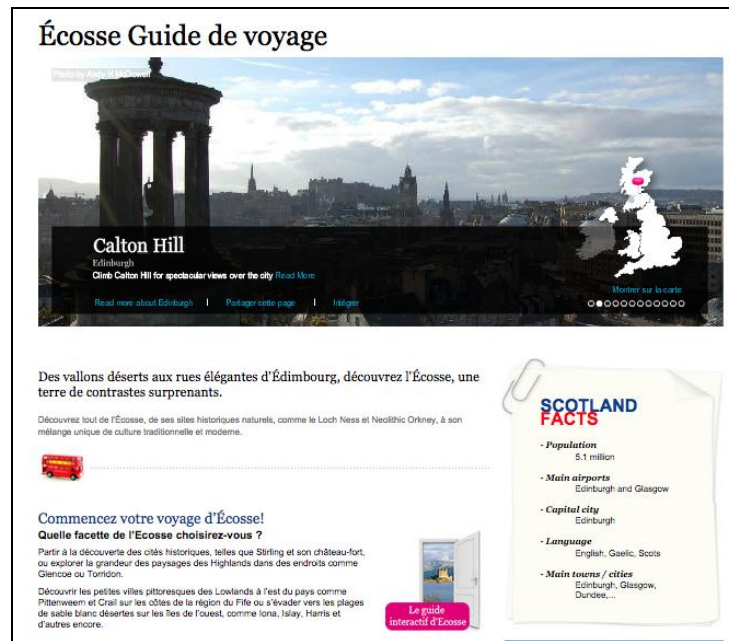 Écosse Guide de voyage
Photo by Andy B McDowell
Calton Hill
Edinburgh
Climb Calton Hill for spectacular views over the city Read More
Montrer sur la carte
Read more about Edinburgh | Partager cette page | Intégrer
Des vallons déserts aux rues élégantes d'Édimbourg, découvrez l'Écosse, une
terre de contrastes surprenants.
Découvrez tout de l'Écosse, de ses sites historiques naturels, comme le Loch Ness et Neolithic Orkney, à son
mélange unique de culture traditionnelle et moderne.
Commencez votre voyage d'Écosse!
Quelle facette de l'Ecosse choisirez-vous ?
Partir à la découverte des cités historiques, telles que Stirling et son château-fort,
ou explorer la grandeur des paysages des Highlands dans des endroits comme
Glencoe ou Torridon.
Découvrir les petites villes pittoresques des Lowlands à l'est du pays comme
Pittenweem et Crail sur les côtes de la région du Fife ou s'évader vers les plages
de sable blanc désertes sur les îles de l'ouest, comme Iona, Islay, Harris et
d'autres encore.
Le guide
interactif d'Ecosse
SCOTLAND
FACTS
- Population
5.1 million
- Main airports
Edinburgh and Glasgow
- Capital city
Edinburgh
- Language
English, Gaelic, Scots
- Main towns / cities
Edinburgh, Glasgow,
Dundee,...